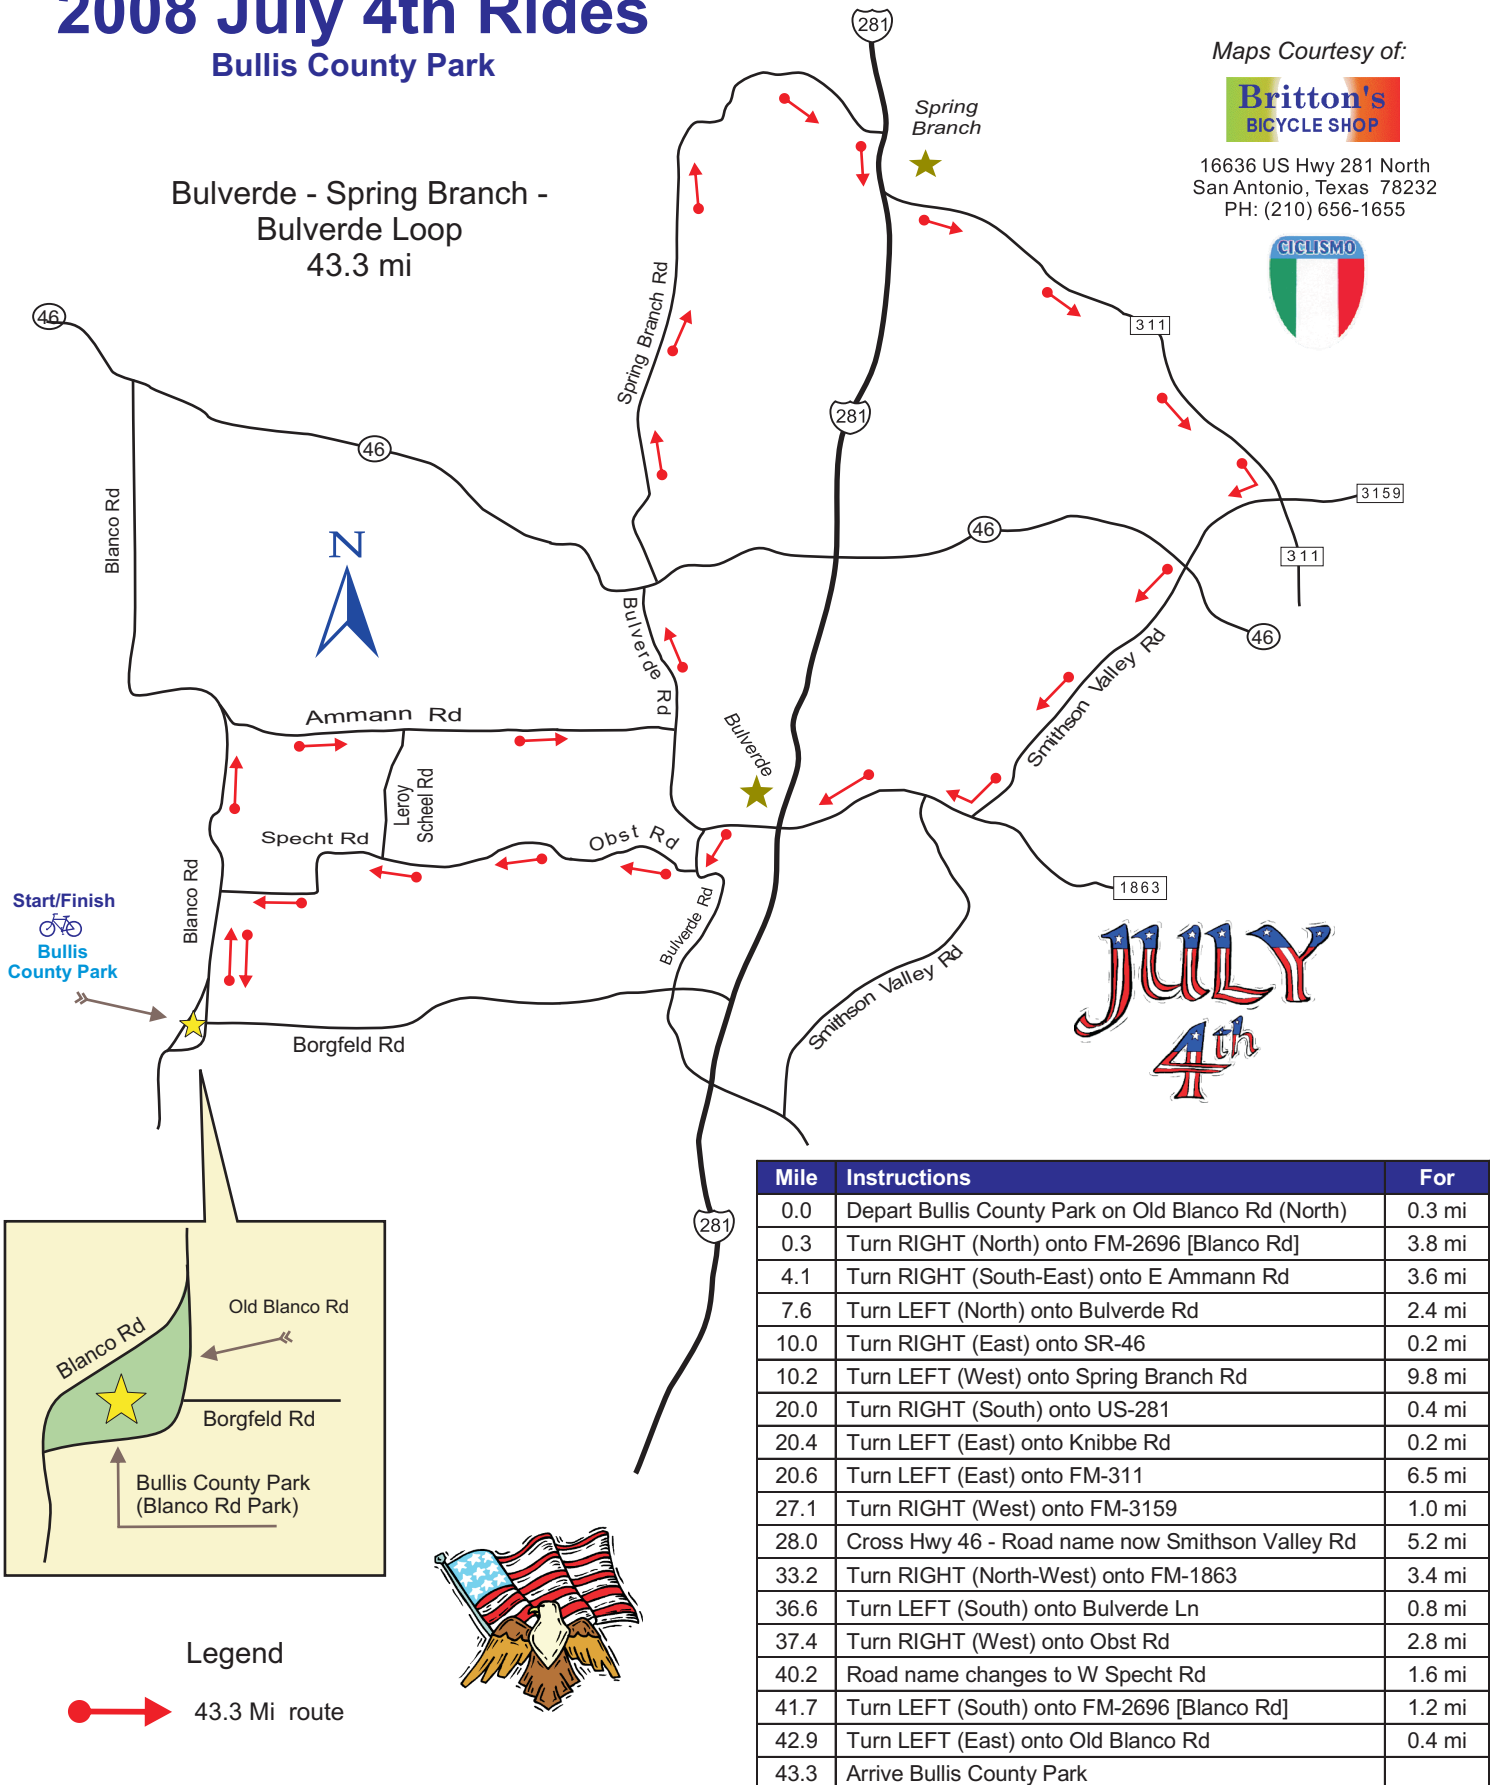 2008 July 4th Rides
Bullis County Park
Bulverde - Spring Branch -
Bulverde Loop
43.3 mi
Maps Courtesy of:
Britton's
BICYCLE SHOP
16636 US Hwy 281 North
San Antonio, Texas 78232
PH: (210) 656-1655
CICLISMO
281
Spring
Branch
311
Spring Branch Rd
46
281
46
Blanco Rd
N
3159
46
311
46
Bulverde Rd
Smithson Valley Rd
Ammann Rd
Bulverde
Leroy
Scheel Rd
Specht Rd
Obst Rd
Blanco Rd
1863
Start/Finish
Bullis
County Park
Bulverde Rd
Smithson Valley Rd
Borgfeld Rd
JULY
4th
281
Old Blanco Rd
Blanco Rd
Borgfeld Rd
Bullis County Park
(Blanco Rd Park)
Legend
43.3 Mi route
Mile Instructions For
0.0 Depart Bullis County Park on Old Blanco Rd (North) 0.3 mi
0.3 Turn RIGHT (North) onto FM-2696 [Blanco Rd] 3.8 mi
4.1 Turn RIGHT (South-East) onto E Ammann Rd 3.6 mi
7.6 Turn LEFT (North) onto Bulverde Rd 2.4 mi
10.0 Turn RIGHT (East) onto SR-46 0.2 mi
10.2 Turn LEFT (West) onto Spring Branch Rd 9.8 mi
20.0 Turn RIGHT (South) onto US-281 0.4 mi
20.4 Turn LEFT (East) onto Knibbe Rd 0.2 mi
20.6 Turn LEFT (East) onto FM-311 6.5 mi
27.1 Turn RIGHT (West) onto FM-3159 1.0 mi
28.0 Cross Hwy 46 - Road name now Smithson Valley Rd 5.2 mi
33.2 Turn RIGHT (North-West) onto FM-1863 3.4 mi
36.6 Turn LEFT (South) onto Bulverde Ln 0.8 mi
37.4 Turn RIGHT (West) onto Obst Rd 2.8 mi
40.2 Road name changes to W Specht Rd 1.6 mi
41.7 Turn LEFT (South) onto FM-2696 [Blanco Rd] 1.2 mi
42.9 Turn LEFT (East) onto Old Blanco Rd 0.4 mi
43.3 Arrive Bullis County Park